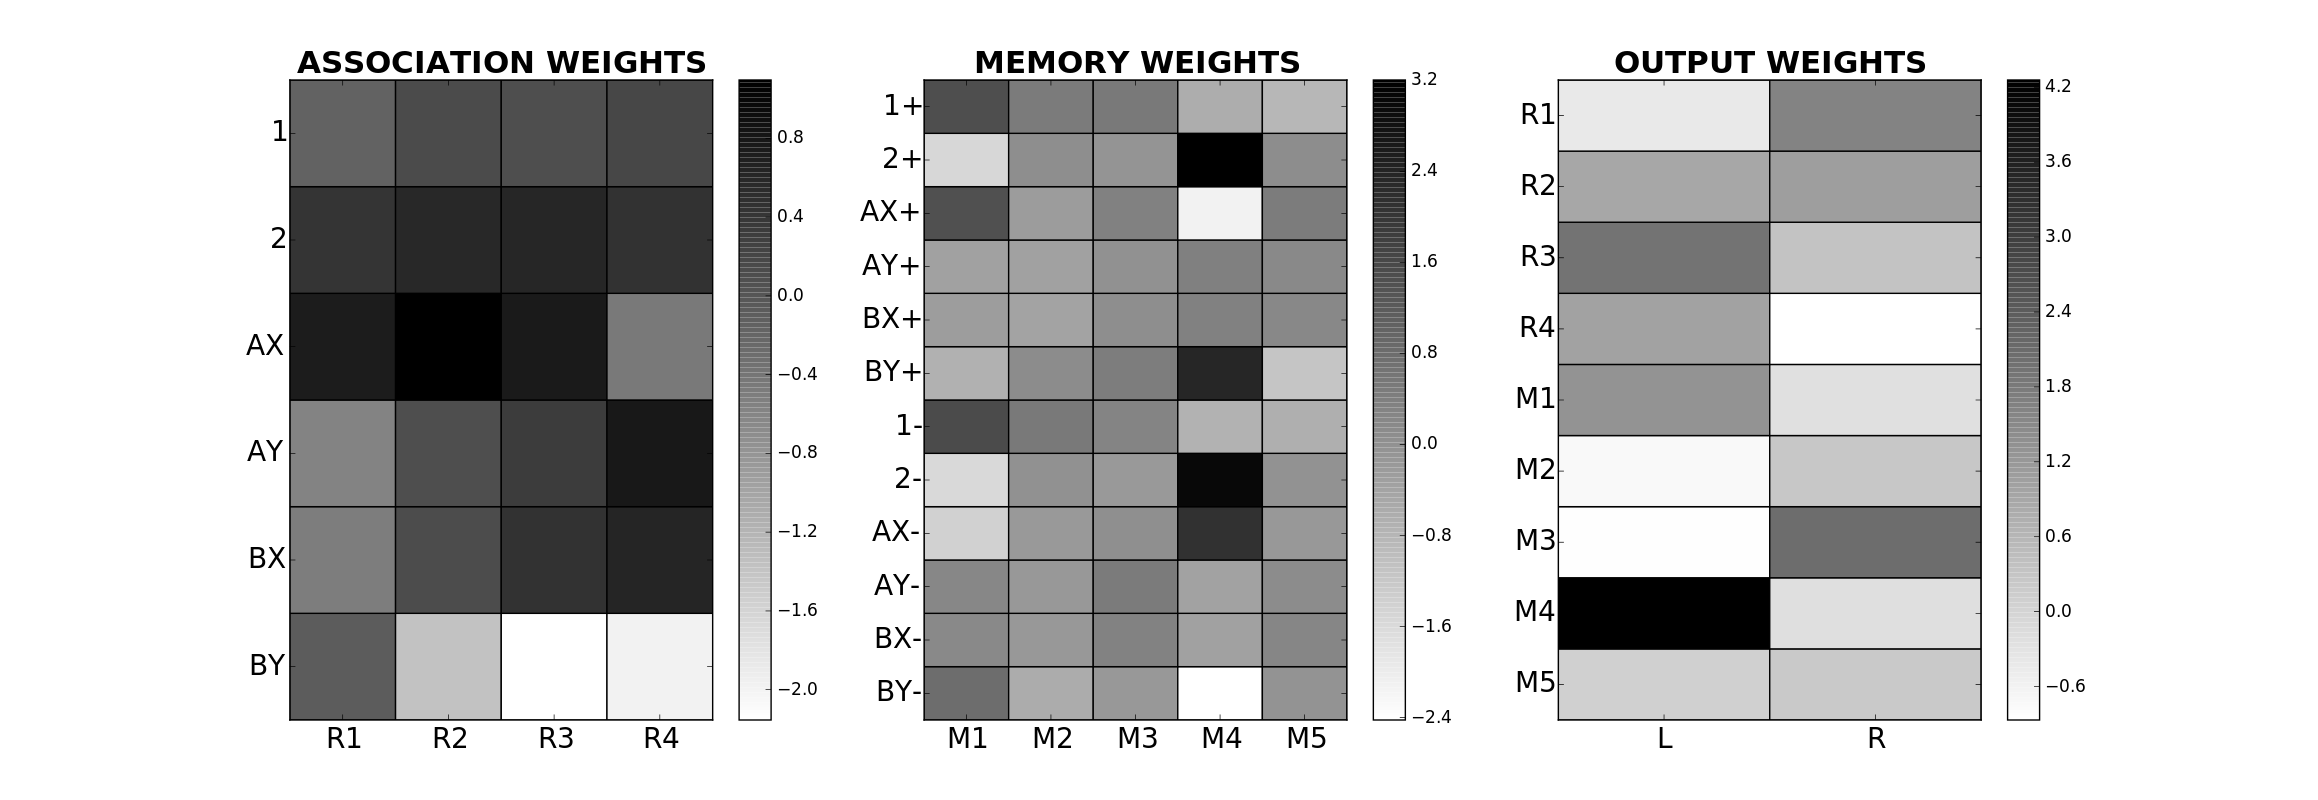 ASSOCIATION WEIGHTS
1
2
AX
AY
BX
BY
R1 R2 R3 R4
0.8
0.4
0.0
−0.4
−0.8
−1.2
−1.6
−2.0
MEMORY WEIGHTS
1+
2+
AX+
AY+
BX+
BY+
1-
2-
AX-
AY-
BX-
BY-
M1 M2 M3 M4 M5
3.2
2.4
1.6
0.8
0.0
−0.8
−1.6
−2.4
OUTPUT WEIGHTS
R1
R2
R3
R4
M1
M2
M3
M4
M5
L R
4.2
3.6
3.0
2.4
1.8
1.2
0.6
0.0
−0.6